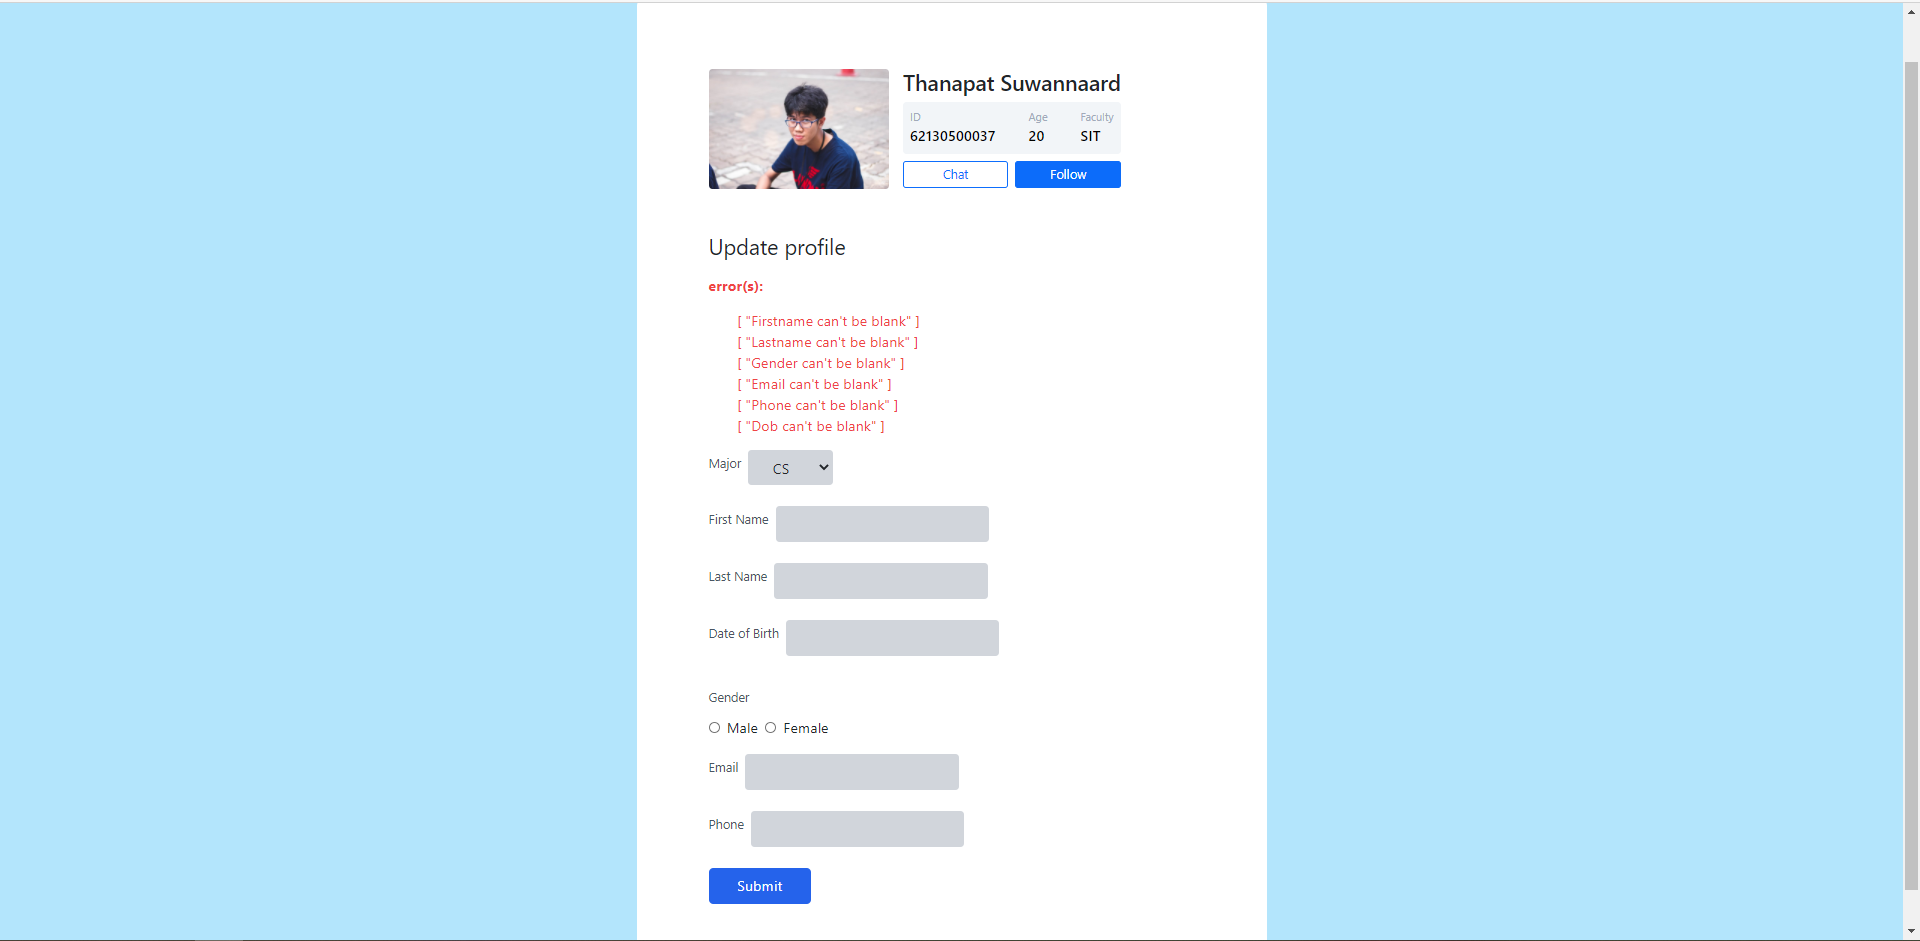 Thanapat Suwannaard
ID Age Faculty
62130500037 20 SIT
Chat Follow
Update profile
error(s):
[ "Firstname can't be blank" ]
[ "Lastname can't be blank" ]
[ "Gender can't be blank" ]
[ "Email can't be blank" ]
[ "Phone can't be blank" ]
[ "Dob can't be blank" ]
Major CS
First Name
Last Name
Date of Birth
Gender
Male Female
Email
Phone
Submit